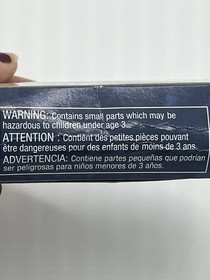 WARNING: Contains small parts which may be
hazardous to children under age 3.
ATTENTION : Contient des petites pièces pouvant
être dangereuses pour des enfants de moins de 3 ans.
ADVERTENCIA: Contiene partes pequeñas que podrían
ser peligrosas para niños menores de 3 años.